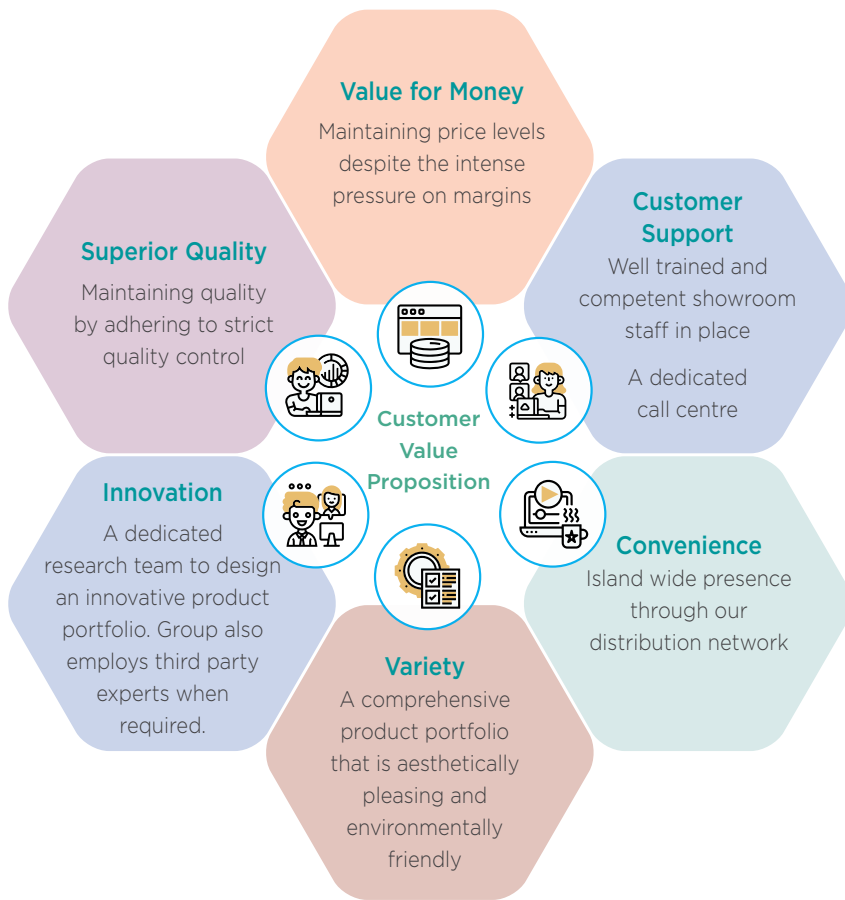 Value for Money
Maintaining price levels
despite the intense
pressure on margins
Customer
Support
Well trained and
competent showroom
staff in place
A dedicated
call centre
Superior Quality
Maintaining quality
by adhering to strict
quality control
Customer
Value
Proposition
Innovation
A dedicated
research team to design
an innovative product
portfolio. Group also
employs third party
experts when
required.
Convenience
Island wide presence
through our
distribution network
Variety
A comprehensive
product portfolio
that is aesthetically
pleasing and
environmentally
friendly